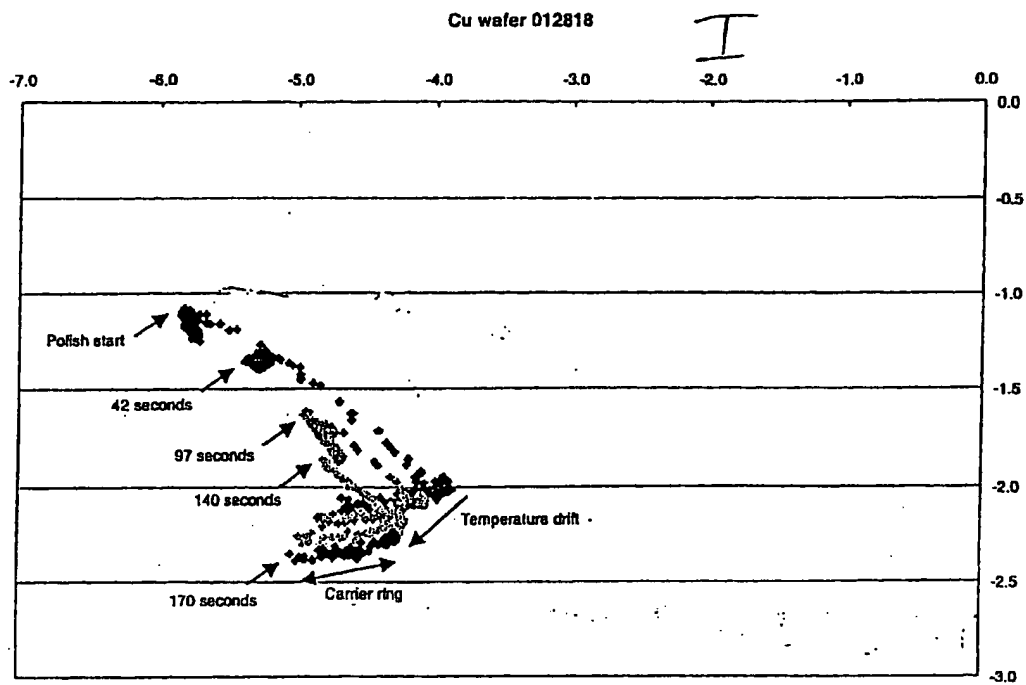 Cu wafer 012818
I
-7.0 -6.0 -5.0 -4.0 -3.0 -2.0 -1.0 0.0
0.0
-0.5
-1.0
Polish start
-1.5
42 seconds
97 seconds
140 seconds
-2.0
Temperature drift
170 seconds
Carrier ring
-2.5
-3.0